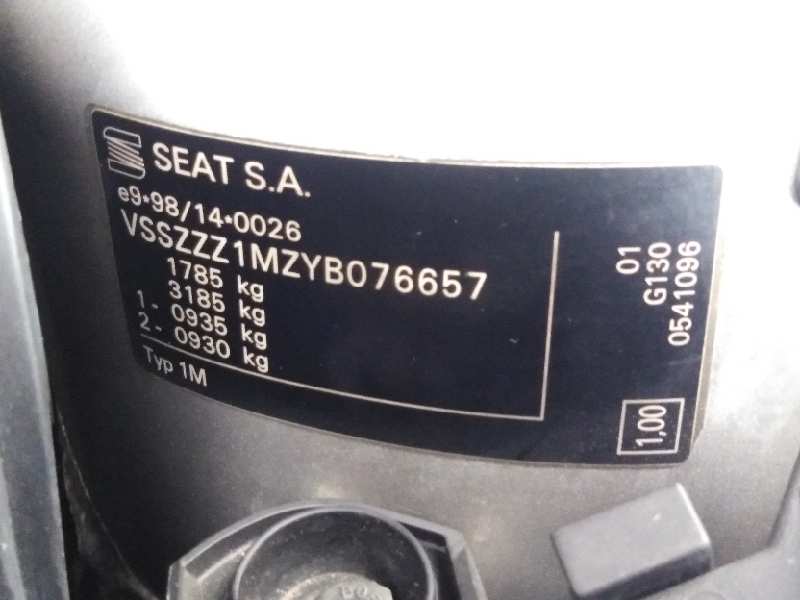 SEAT S.A.
e9*98/14*0026
VSSZZZ1MZYB076657
1785 kg
3185 kg
1 - 0935 kg
2 - 0930 kg
Typ 1M
01
G130
0541096
1,00